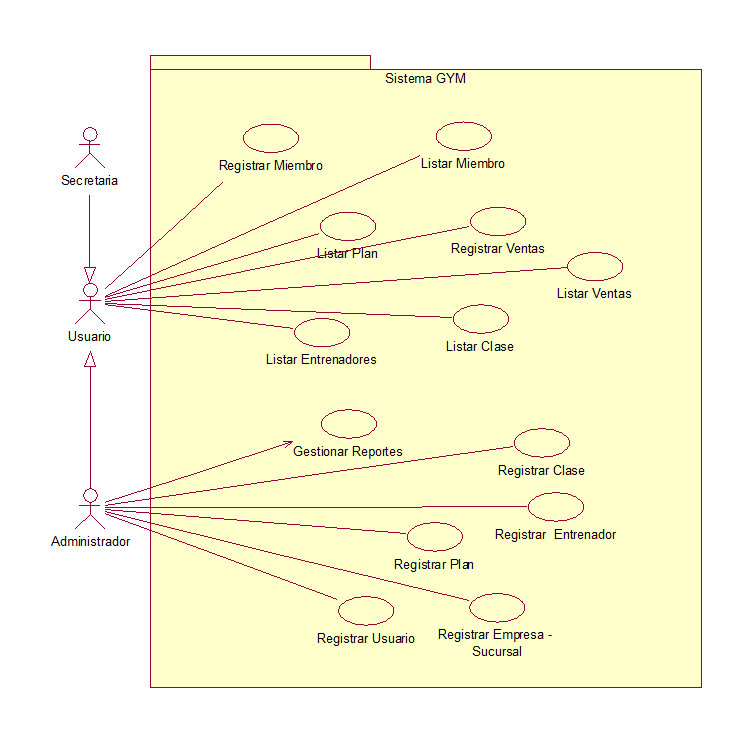 Sistema GYM
Secretaria
Registrar Miembro
Listar Miembro
Listar Plan
Registrar Ventas
Listar Ventas
Usuario
Listar Entrenadores
Listar Clase
Gestionar Reportes
Registrar Clase
Administrador
Registrar  Entrenador
Registrar Plan
Registrar Usuario
Registrar Empresa -
Sucursal